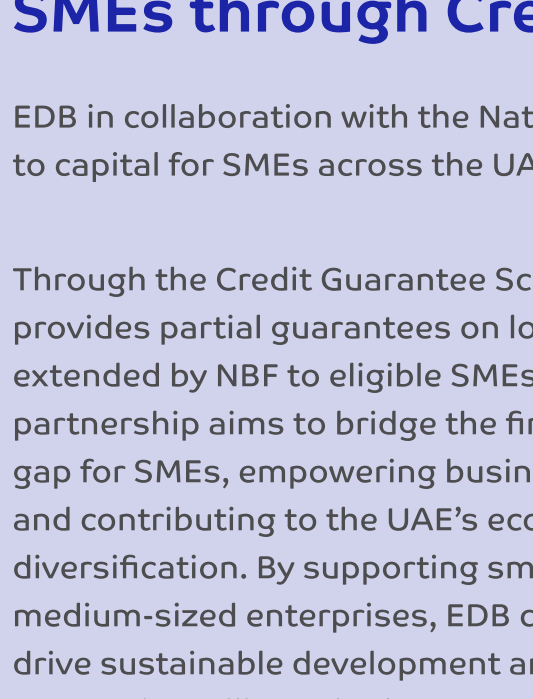 SMEs through Cre
EDB in collaboration with the Nat
to capital for SMEs across the UA
Through the Credit Guarantee Sc
provides partial guarantees on lo
extended by NBF to eligible SMEs
partnership aims to bridge the fin
gap for SMEs, empowering busin
and contributing to the UAE’s eco
diversification. By supporting sm
medium-sized enterprises, EDB c
drive sustainable development an